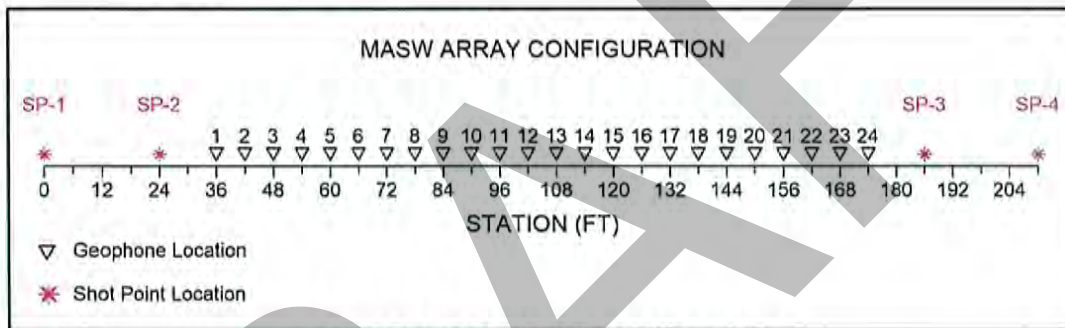 MASW ARRAY CONFIGURATION
SP-1 SP-2 SP-3 SP-4
1 2 3 4 5 6 7 8 9 10 11 12 13 14 15 16 17 18 19 20 21 22 23 24
0 12 24 36 48 60 72 84 96 108 120 132 144 156 168 180 192 204
STATION (FT)
Geophone Location
Shot Point Location